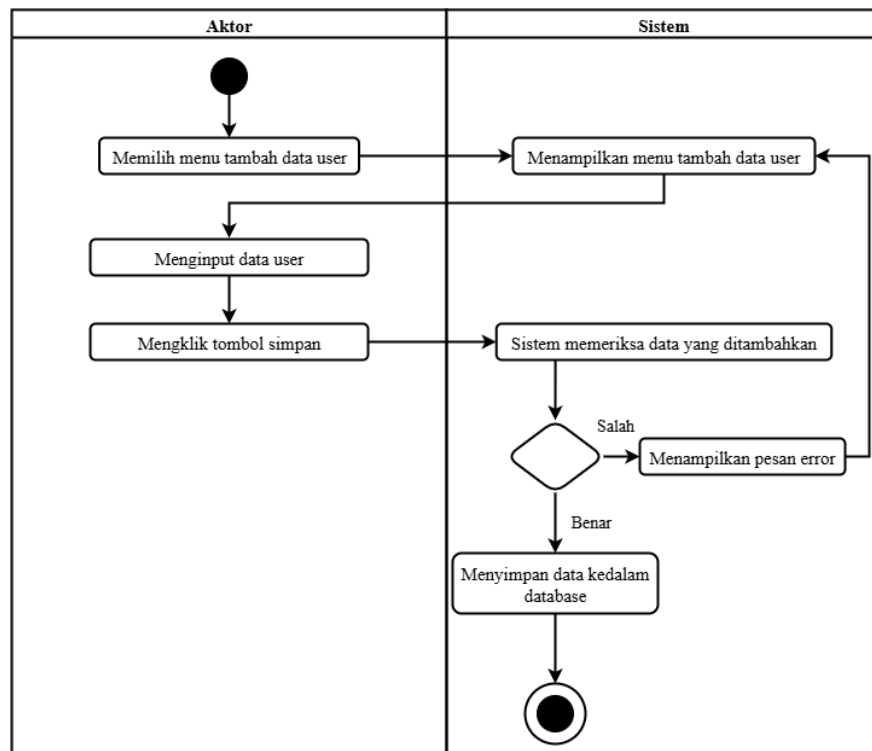 Aktor
Sistem
Memilih menu tambah data user
Menampilkan menu tambah data user
Menginput data user
Mengklik tombol simpan
Sistem memeriksa data yang ditambahkan
Salah
Menampilkan pesan error
Benar
Menyimpan data kedalam
database